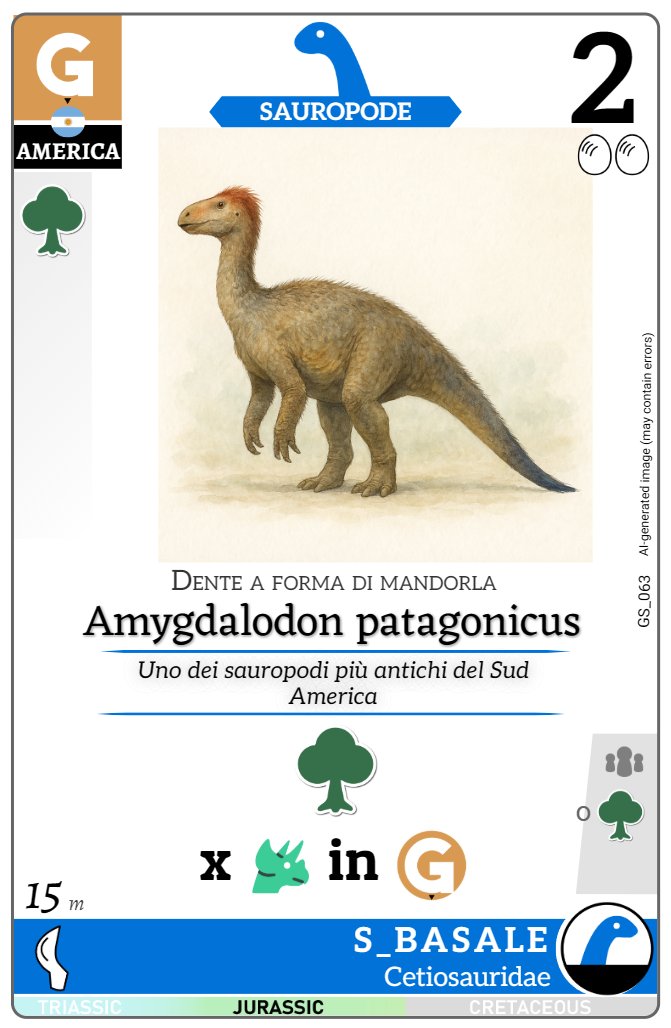 G
AMERICA
SAUROPODE
2
AI-generated image (may contain errors)
GS_063
Dente a forma di mandorla
Amygdalodon patagonicus
Uno dei sauropodi più antichi del Sud
America
o
x in G
15 m
S_BASALE
Cetiosauridae
TRIASSIC JURASSIC CRETACEOUS